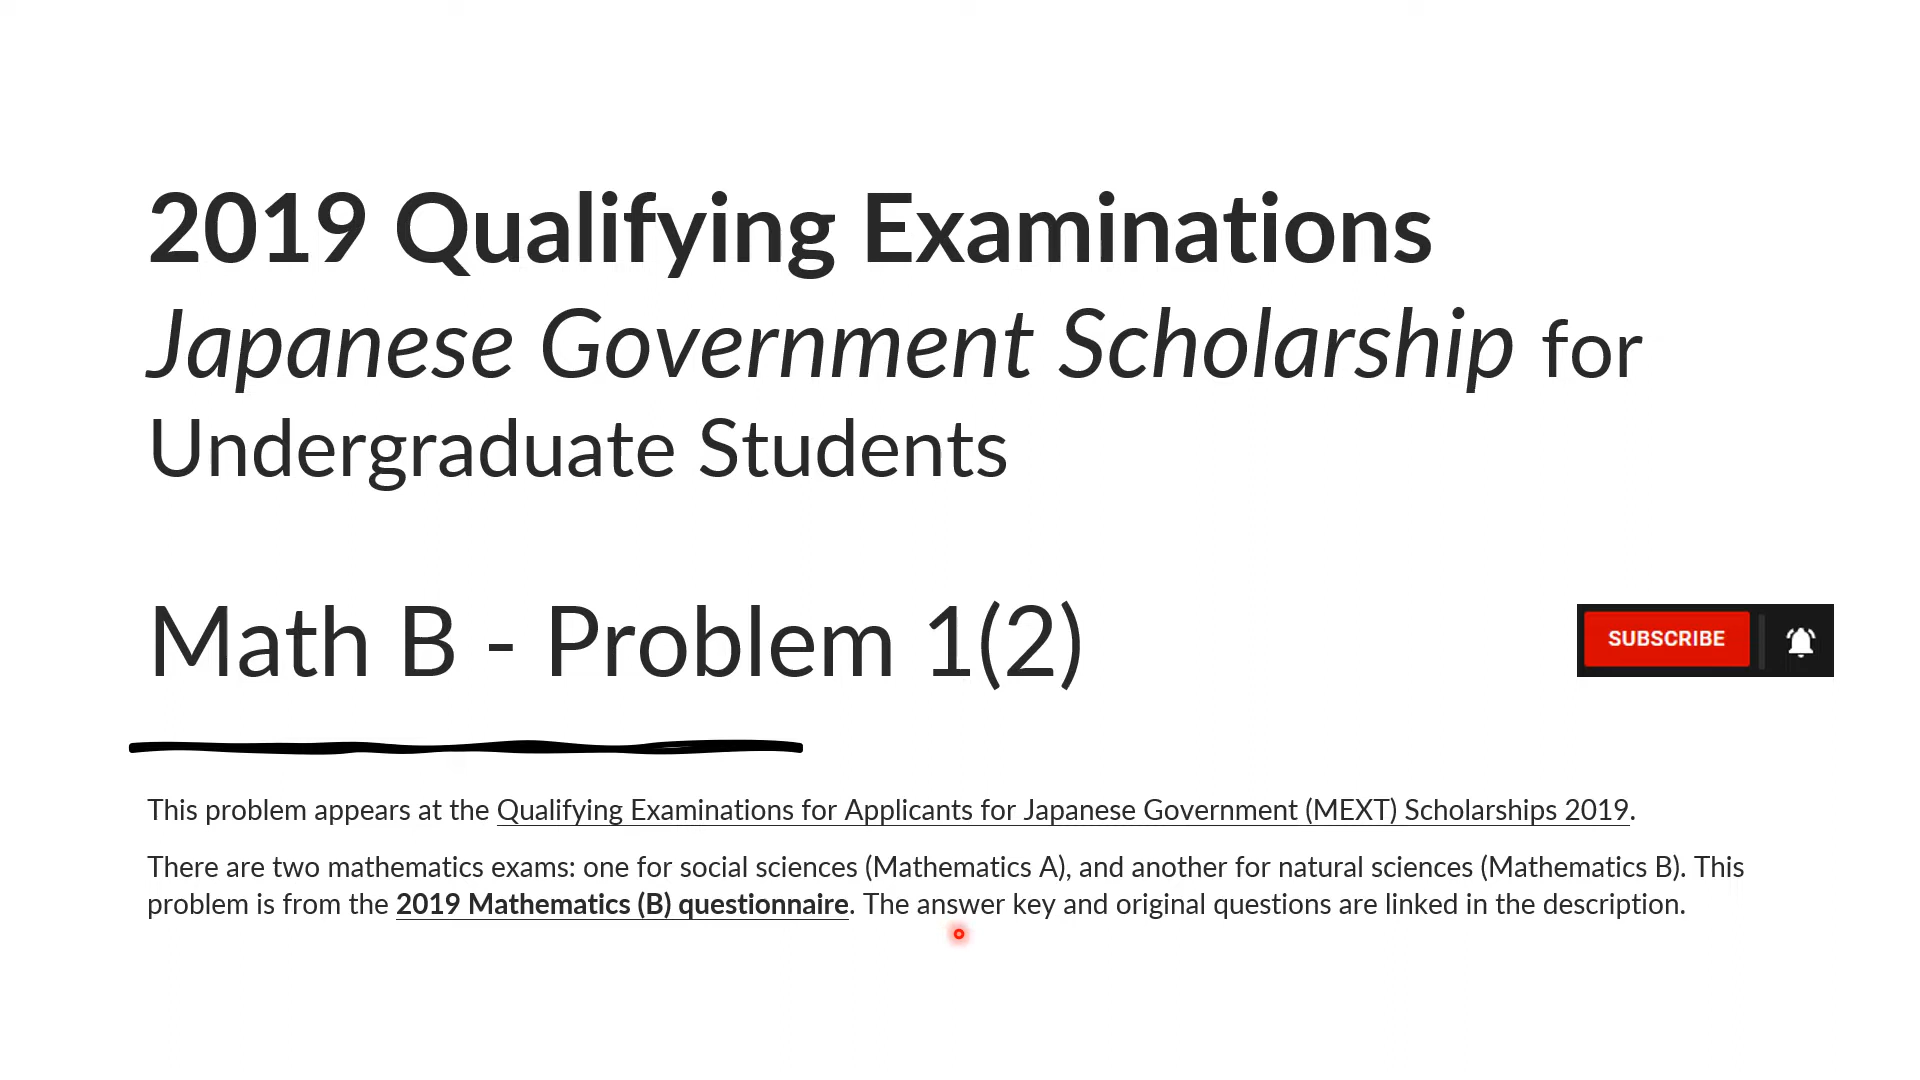 2019 Qualifying Examinations
Japanese Government Scholarship for
Undergraduate Students
Math B - Problem 1(2)
SUBSCRIBE
This problem appears at the Qualifying Examinations for Applicants for Japanese Government (MEXT) Scholarships 2019.
There are two mathematics exams: one for social sciences (Mathematics A), and another for natural sciences (Mathematics B). This
problem is from the 2019 Mathematics (B) questionnaire. The answer key and original questions are linked in the description.